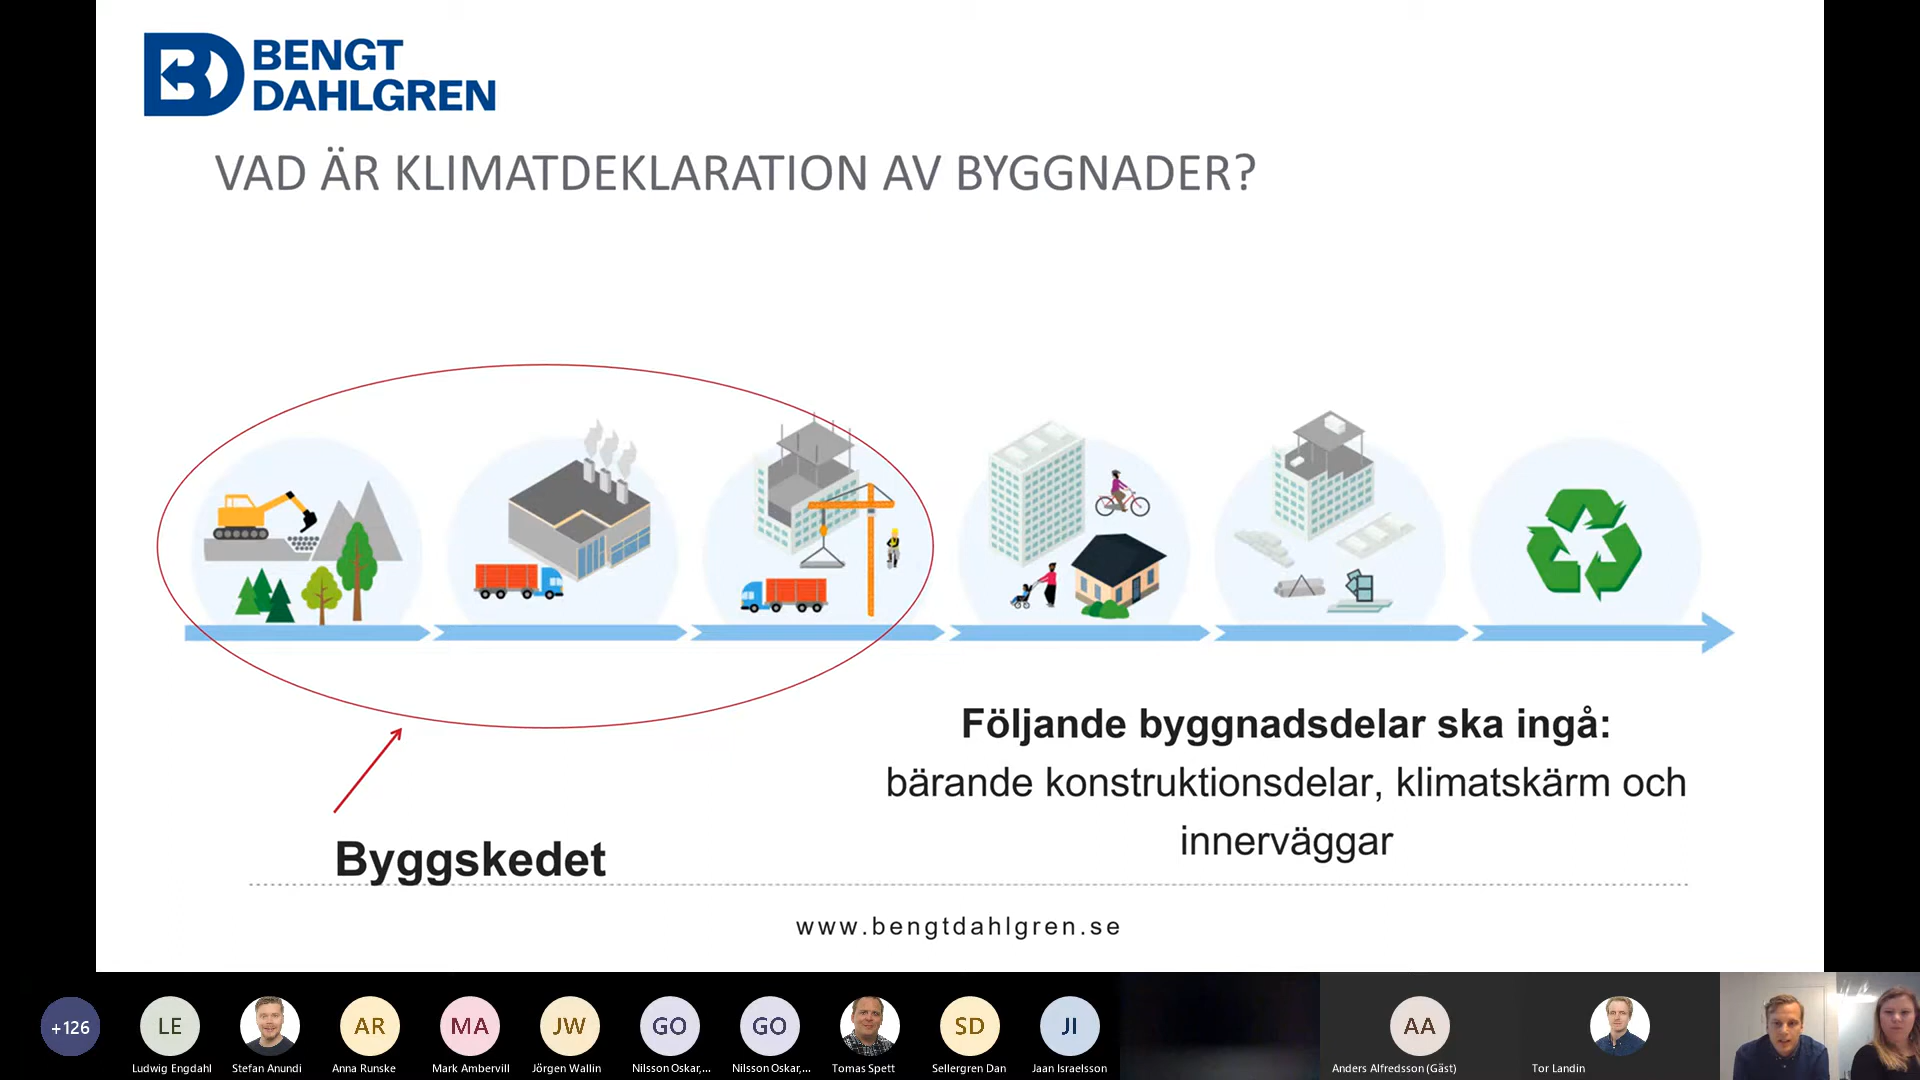 BENGT
DAHLGREN
VAD ÄR KLIMATDEKLARATION AV BYGGNADER?
Följande byggnadsdelar ska ingå:
bärande konstruktionsdelar, klimatskärm och
innerväggar
Byggskedet
www.bengtdahlgren.se
+126
LE
AR
MA
JW
GO
GO
SD
JI
AA
Ludwig Engdahl
Stefan Anundi
Anna Runske
Mark Ambervill
Jörgen Wallin
Nilsson Oskar,...
Nilsson Oskar,...
Tomas Spett
Sellergren Dan
Jaan Israelsson
Anders Alfredsson (Gäst)
Tor Landin